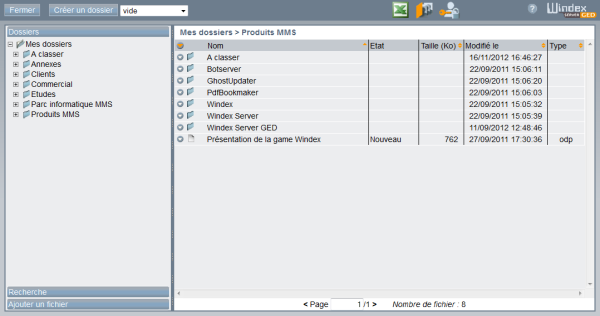 Fermer Créer un dossier vide ? Windex SERVER GED
Dossiers
Mes dossiers
A classer
Annexes
Clients
Commercial
Etudes
Parc informatique MMS
Produits MMS
Recherche
Ajouter un fichier
Mes dossiers > Produits MMS
Nom Etat Taille (Ko) Modifié le Type
A classer 16/11/2012 16:46:27
Botserver 22/09/2011 15:06:11
GhostUpdater 22/09/2011 15:06:20
PdfBookmaker 22/09/2011 15:06:03
Windex 22/09/2011 15:05:32
Windex Server 22/09/2011 15:05:39
Windex Server GED 11/09/2012 12:48:46
Présentation de la game Windex Nouveau 762 27/09/2011 17:30:36 odp
< Page 1 /1 > Nombre de fichier : 8